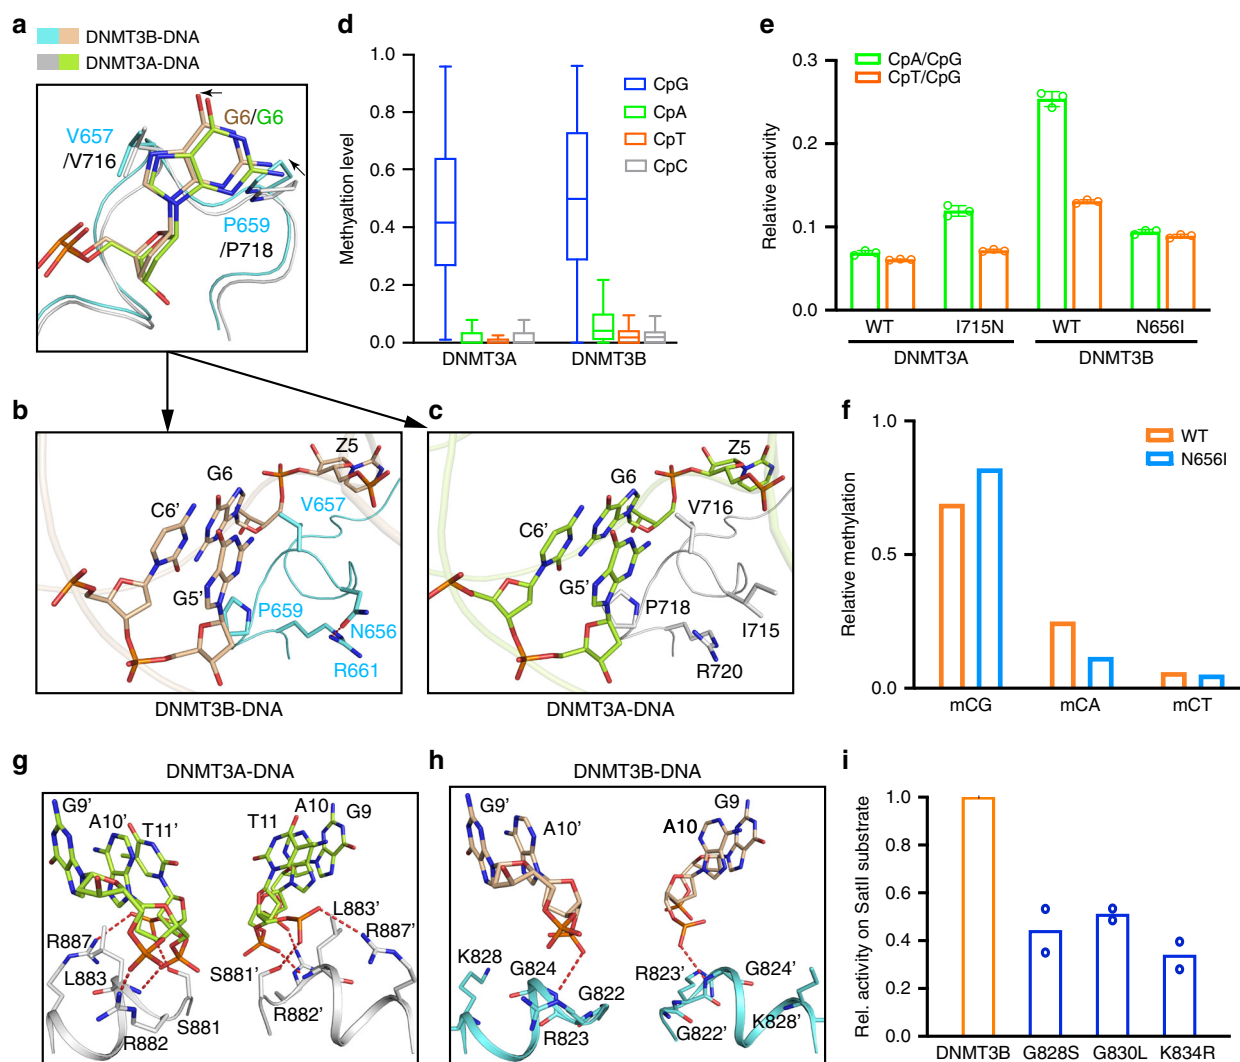 a
DNMT3B-DNA
DNMT3A-DNA
G6/G6
V657
/V716
P659
/P718
d
1.0
0.8
0.6
0.4
0.2
0.0
Methyaltion level
CpG
CpA
CpT
CpC
DNMT3A
DNMT3B
e
CpA/CpG
CpT/CpG
0.3
0.2
0.1
0.0
Relative activity
WT
I715N
WT
N656I
DNMT3A
DNMT3B
b
Z5
G6
V657
C6'
G5'
P659
N656
R661
DNMT3B-DNA
c
Z5
G6
V716
C6'
G5'
P718
I715
R720
DNMT3A-DNA
f
1.0
0.5
0.0
Relative methylation
WT
N656I
mCG
mCA
mCT
g
DNMT3A-DNA
G9'
A10'
T11'
T11
A10
G9
L883'
R887
R887'
L883
S881'
S881
R882'
R882
h
DNMT3B-DNA
G9'
A10'
A10
G9
K828
G824
R823'
G824'
G822
R823
G822'
K828'
i
1.0
0.8
0.6
0.4
0.2
0.0
Rel. activity on SatII substrate
DNMT3B
G828S
G830L
K834R